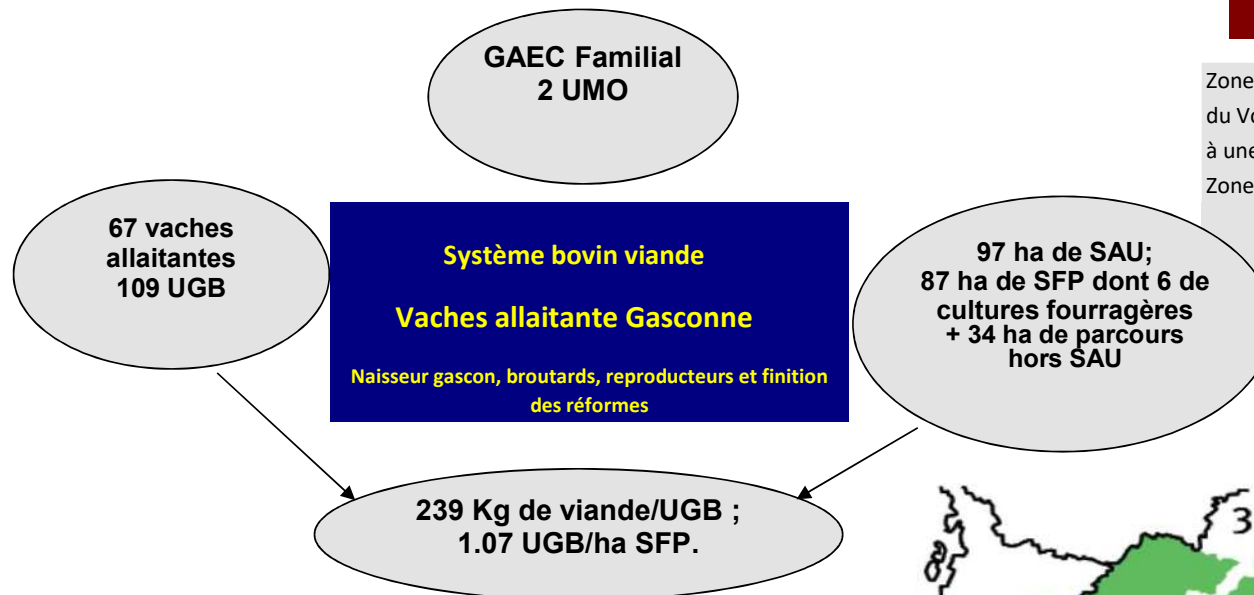 GAEC Familial
2 UMO
Zone
du
à une
Zone
67 vaches
allaitantes
109 UGB
Système bovin viande
Vaches allaitante Gasconne
Naisseur gascon, broutards, reproducteurs et finition
des réformes
97 ha de SAU;
87 ha de SFP dont 6 de
cultures fourragères
+ 34 ha de parcours
hors SAU
239 Kg de viande/UGB ;
1.07 UGB/ha SFP.
3